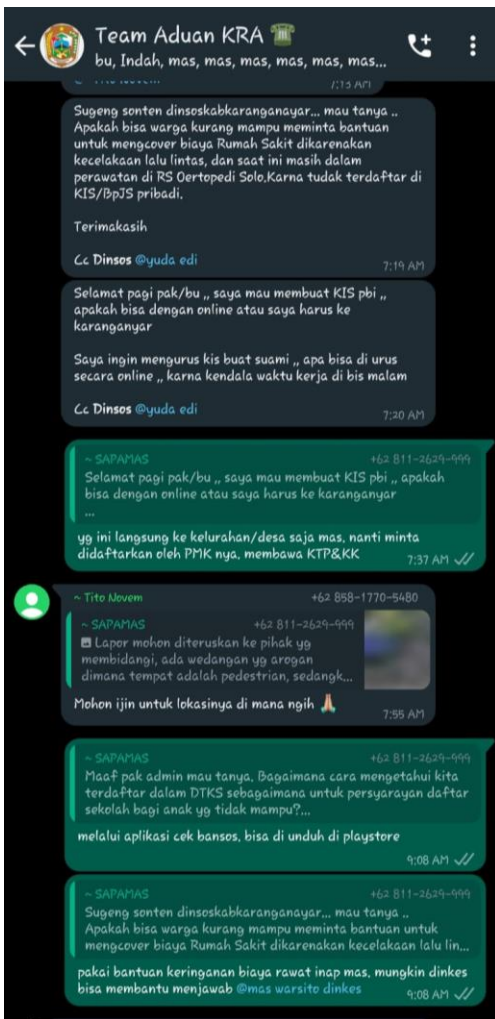 Team Aduan KRA ☎
bu, Indah, mas, mas, mas, mas, mas, mas...
~ Tito Novem
7:13 AM
Sugeng sonten dinsoskabkaranganayar... mau tanya ..
Apakah bisa warga kurang mampu meminta bantuan
untuk mengcover biaya Rumah Sakit dikarenakan
kecelakaan lalu lintas, dan saat ini masih dalam
perawatan di RS Oertopedi Solo.Karna tudak terdaftar di
KIS/BpJS pribadi.
Terimakasih
Cc Dinsos @yuda edi
7:19 AM
Selamat pagi pak/bu ,, saya mau membuat KIS pbi ,,
apakah bisa dengan online atau saya harus ke
karanganyar
Saya ingin mengurus kis buat suami ,, apa bisa di urus
secara online ,, karna kendala waktu kerja di bis malam
Cc Dinsos @yuda edi
7:20 AM
~ SAPAMAS +62 811-2629-999
Selamat pagi pak/bu ,, saya mau membuat KIS pbi ,, apakah
bisa dengan online atau saya harus ke karanganyar
...
yg ini langsung ke kelurahan/desa saja mas, nanti minta
didaftarkan oleh PMK nya, membawa KTP&KK
7:37 AM
~ Tito Novem +62 858-1770-5480
~ SAPAMAS +62 811-2629-999
Lapor mohon diteruskan ke pihak yg
membidangi, ada wedangan yg arogan
dimana tempat adalah pedestrian, sedangk...
Mohon ijin untuk lokasinya di mana ngih 🙏🏻
7:55 AM
~ SAPAMAS +62 811-2629-999
Maaf pak admin mau tanya, Bagaimana cara mengetahui kita
terdaftar dalam DTKS sebagaimana untuk persyarayan daftar
sekolah bagi anak yg tidak mampu?...
melalui aplikasi cek bansos, bisa di unduh di playstore
9:08 AM
~ SAPAMAS +62 811-2629-999
Sugeng sonten dinsoskabkaranganayar... mau tanya ..
Apakah bisa warga kurang mampu meminta bantuan untuk
mengcover biaya Rumah Sakit dikarenakan kecelakaan lalu lin...
pakai bantuan keringanan biaya rawat inap mas, mungkin dinkes
bisa membantu menjawab @mas warsito dinkes
9:08 AM